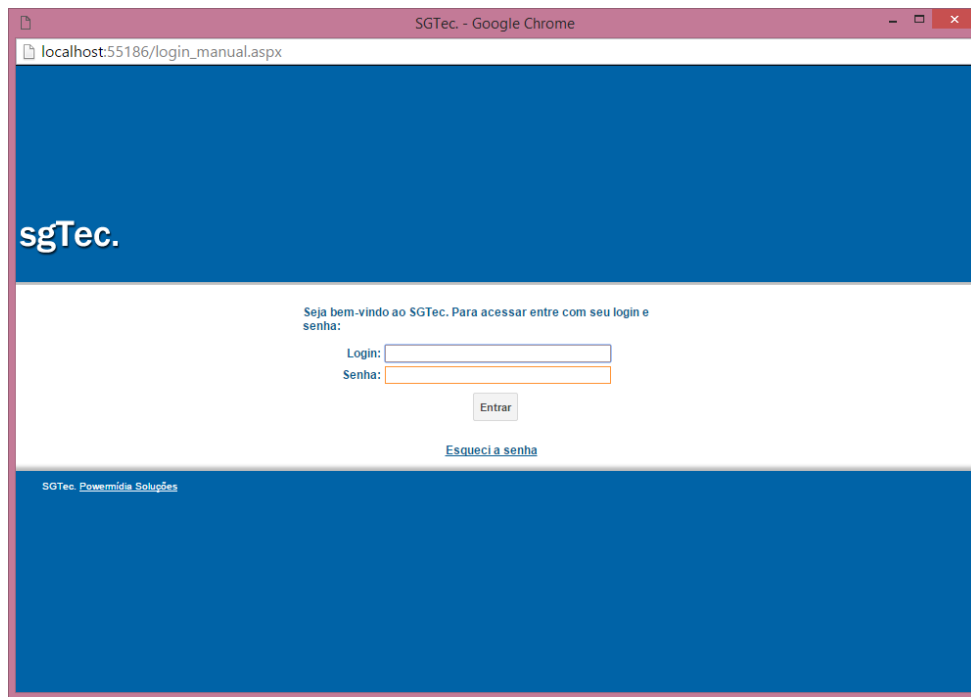 SGTec. - Google Chrome
localhost:55186/login_manual.aspx
sgTec.
Seja bem-vindo ao SGTec. Para acessar entre com seu login e
senha:
Login:
Senha:
Entrar
Esqueci a senha
SGTec. Powermídia Soluções